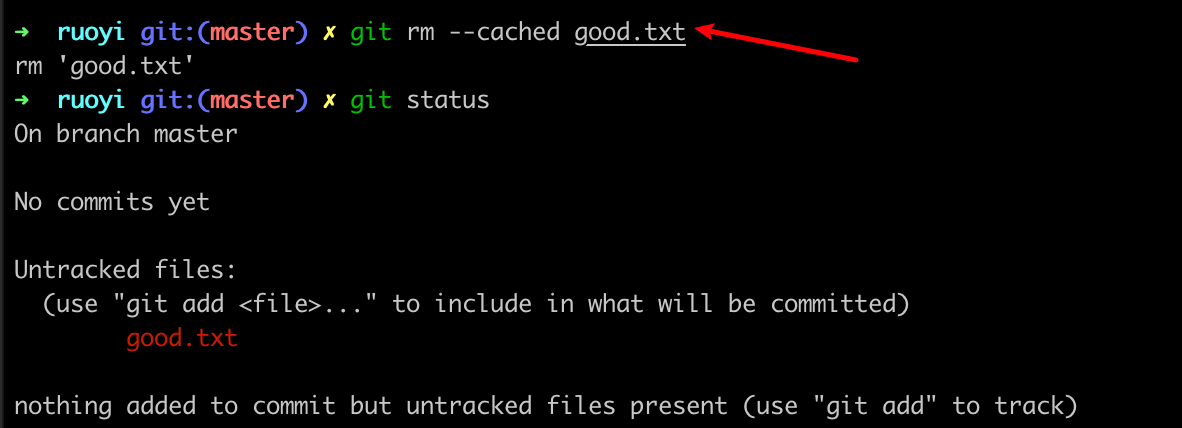 ➜  ruoyi git:(master) ✗ git rm --cached good.txt
rm 'good.txt'
➜  ruoyi git:(master) ✗ git status
On branch master
No commits yet
Untracked files:
  (use "git add <file>..." to include in what will be committed)
        good.txt
nothing added to commit but untracked files present (use "git add" to track)